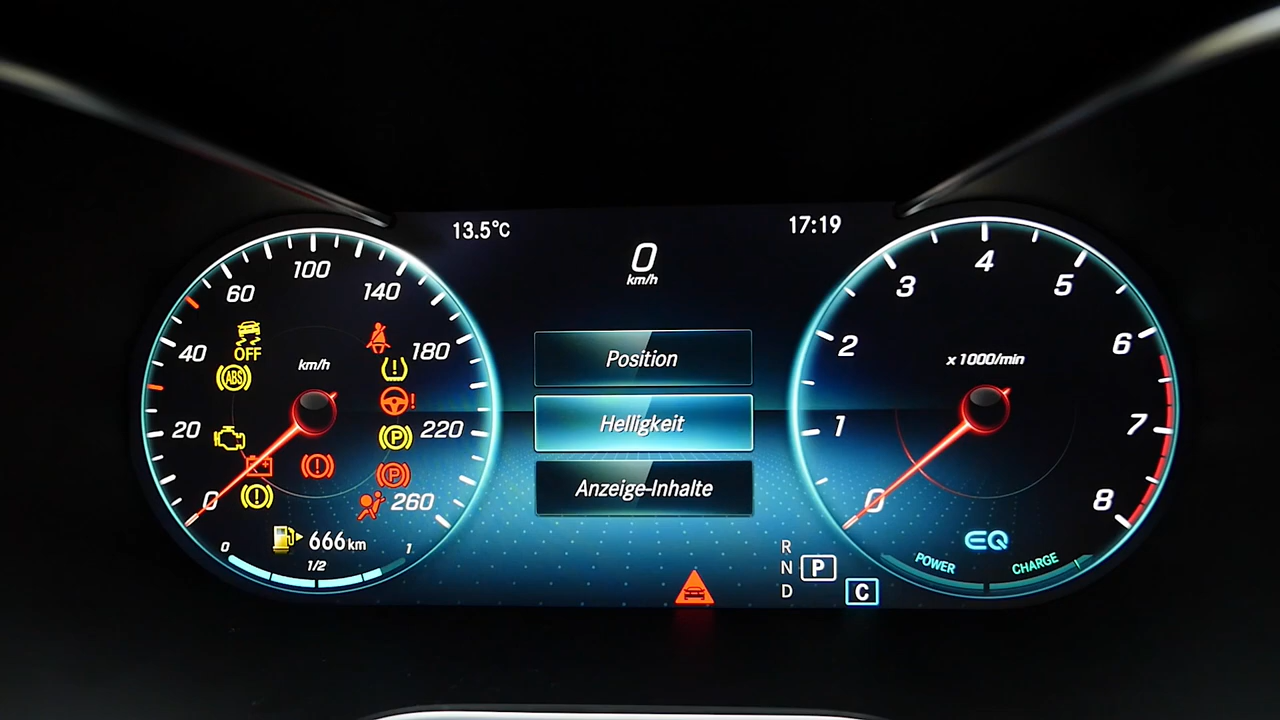 13.5°C
17:19
0
km/h
100
60
140
40
180
20
220
0
260
km/h
OFF
ABS
P
P
666 km
0
1/2
1
Position
Helligkeit
Anzeige-Inhalte
R
N
P
D
C
4
3
5
2
6
1
7
0
8
x 1000/min
EQ
POWER
CHARGE